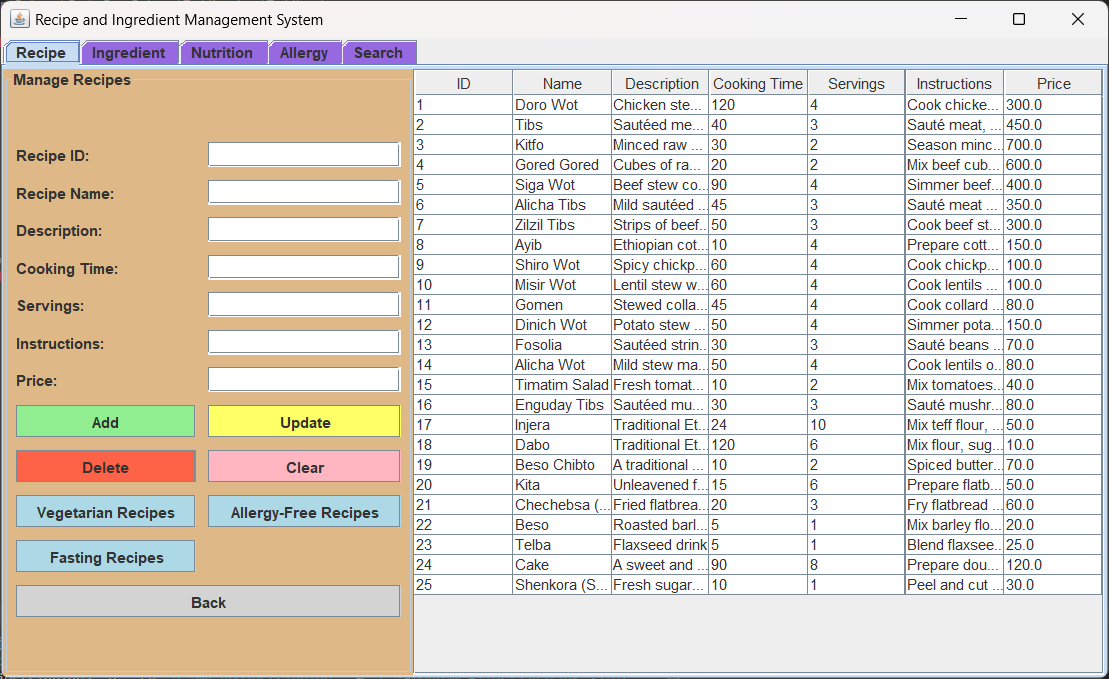 Recipe and Ingredient Management System
Recipe Ingredient Nutrition Allergy Search
Manage Recipes
Recipe ID:
Recipe Name:
Description:
Cooking Time:
Servings:
Instructions:
Price:
Add Update
Delete Clear
Vegetarian Recipes Allergy-Free Recipes
Fasting Recipes
Back
ID Name Description Cooking Time Servings Instructions Price
1 Doro Wot Chicken ste... 120 4 Cook chicke... 300.0
2 Tibs Sautéed me... 40 3 Sauté meat, ... 450.0
3 Kitfo Minced raw ... 30 2 Season minc... 700.0
4 Gored Gored Cubes of ra... 20 2 Mix beef cub... 600.0
5 Siga Wot Beef stew co... 90 4 Simmer beef... 400.0
6 Alicha Tibs Mild sautéed ... 45 3 Sauté meat ... 350.0
7 Zilzil Tibs Strips of beef... 50 3 Cook beef st... 300.0
8 Ayib Ethiopian cot... 10 4 Prepare cott... 150.0
9 Shiro Wot Spicy chickp... 60 4 Cook chickp... 100.0
10 Misir Wot Lentil stew w... 60 4 Cook lentils ... 100.0
11 Gomen Stewed colla... 45 4 Cook collard ... 80.0
12 Dinich Wot Potato stew ... 50 4 Simmer pota... 150.0
13 Fosolia Sautéed strin... 30 3 Sauté beans ... 70.0
14 Alicha Wot Mild stew ma... 50 4 Cook lentils o... 80.0
15 Timatim Salad Fresh tomat... 10 2 Mix tomatoes... 40.0
16 Enguday Tibs Sautéed mu... 30 3 Sauté mushr... 80.0
17 Injera Traditional Et... 24 10 Mix teff flour, ... 50.0
18 Dabo Traditional Et... 120 6 Mix flour, sug... 10.0
19 Beso Chibto A traditional ... 10 2 Spiced butter... 70.0
20 Kita Unleavened f... 15 6 Prepare flatb... 50.0
21 Chechebsa (... Fried flatbrea... 20 3 Fry flatbread ... 60.0
22 Beso Roasted barl... 5 1 Mix barley flo... 20.0
23 Telba Flaxseed drink 5 1 Blend flaxsee... 25.0
24 Cake A sweet and ... 90 8 Prepare dou... 120.0
25 Shenkora (S... Fresh sugar... 10 1 Peel and cut ... 30.0